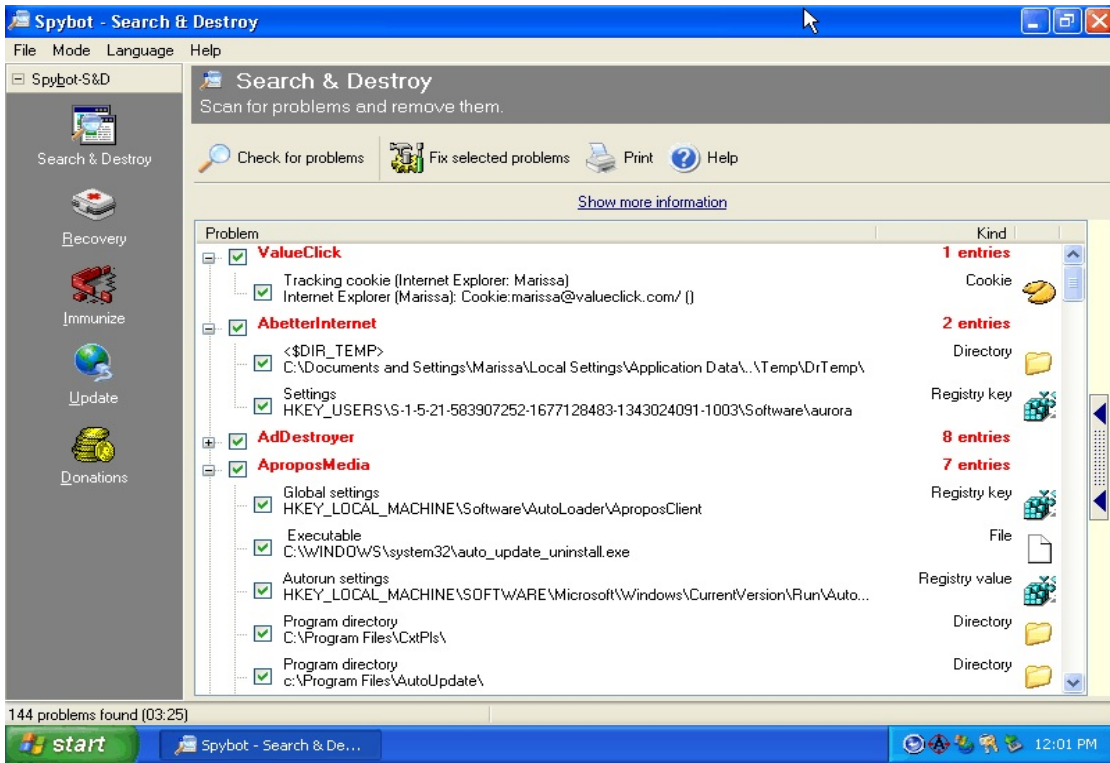 Spybot - Search & Destroy
File Mode Language Help
Spybot-S&D
Search & Destroy
Recovery
Immunize
Update
Donations
Search & Destroy
Scan for problems and remove them.
Check for problems Fix selected problems Print Help
Show more information
Problem Kind
ValueClick 1 entries
Tracking cookie (Internet Explorer: Marissa) Cookie
Internet Explorer (Marissa): Cookie:marissa@valueclick.com/ ()
AbetterInternet 2 entries
<$DIR_TEMP> Directory
C:\Documents and Settings\Marissa\Local Settings\Application Data\..\Temp\DrTemp\
Settings Registry key
HKEY_USERS\S-1-5-21-583907252-1677128483-1343024091-1003\Software\aurora
AdDestroyer 8 entries
AproposMedia 7 entries
Global settings Registry key
HKEY_LOCAL_MACHINE\Software\AutoLoader\AproposClient
Executable File
C:\WINDOWS\system32\auto_update_uninstall.exe
Autorun settings Registry value
HKEY_LOCAL_MACHINE\SOFTWARE\Microsoft\Windows\CurrentVersion\Run\Auto...
Program directory Directory
C:\Program Files\CxtPls\
Program directory Directory
c:\Program Files\AutoUpdate\
144 problems found (03:25)
start Spybot - Search & De... 12:01 PM